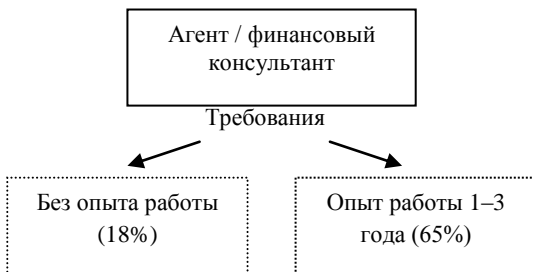 Агент / финансовый
консультант
Требования
Без опыта работы
(18%)
Опыт работы 1–3
года (65%)